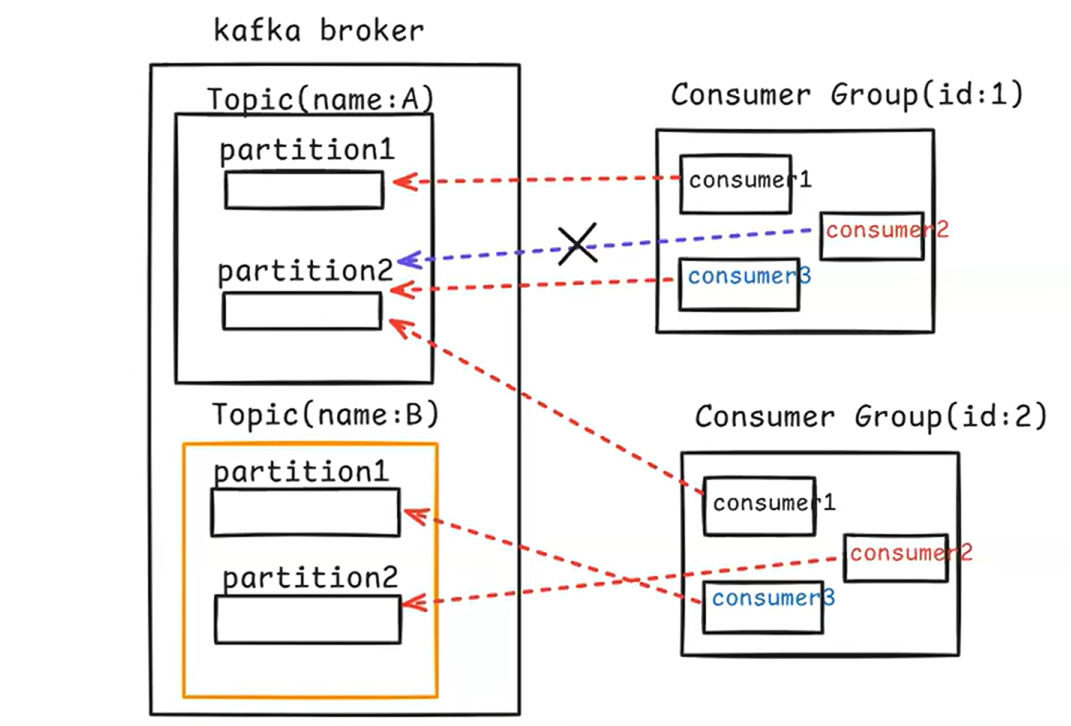 kafka broker
Topic(name:A)
partition1
partition2
Topic(name:B)
partition1
partition2
Consumer Group(id:1)
consumer1
consumer2
consumer3
Consumer Group(id:2)
consumer1
consumer2
consumer3